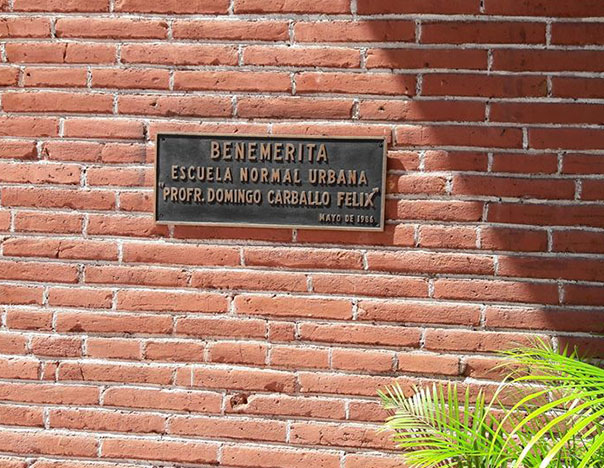 BENEMERITA
ESCUELA NORMAL URBANA
"PROFR. DOMINGO CARBALLO FELIX"
MAYO DE 1986